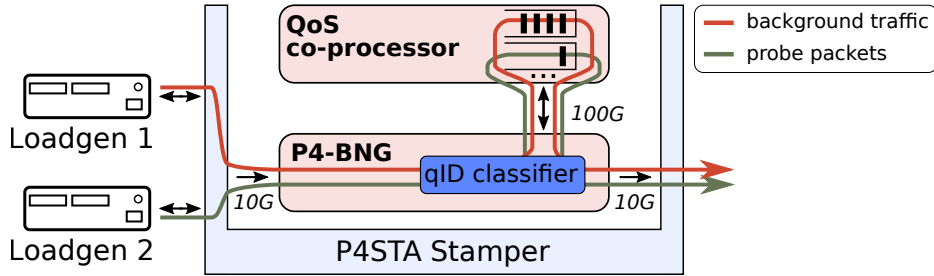 QoS
co-processor
...
background traffic
probe packets
Loadgen 1
100G
P4-BNG
qID classifier
10G
10G
Loadgen 2
P4STA Stamper